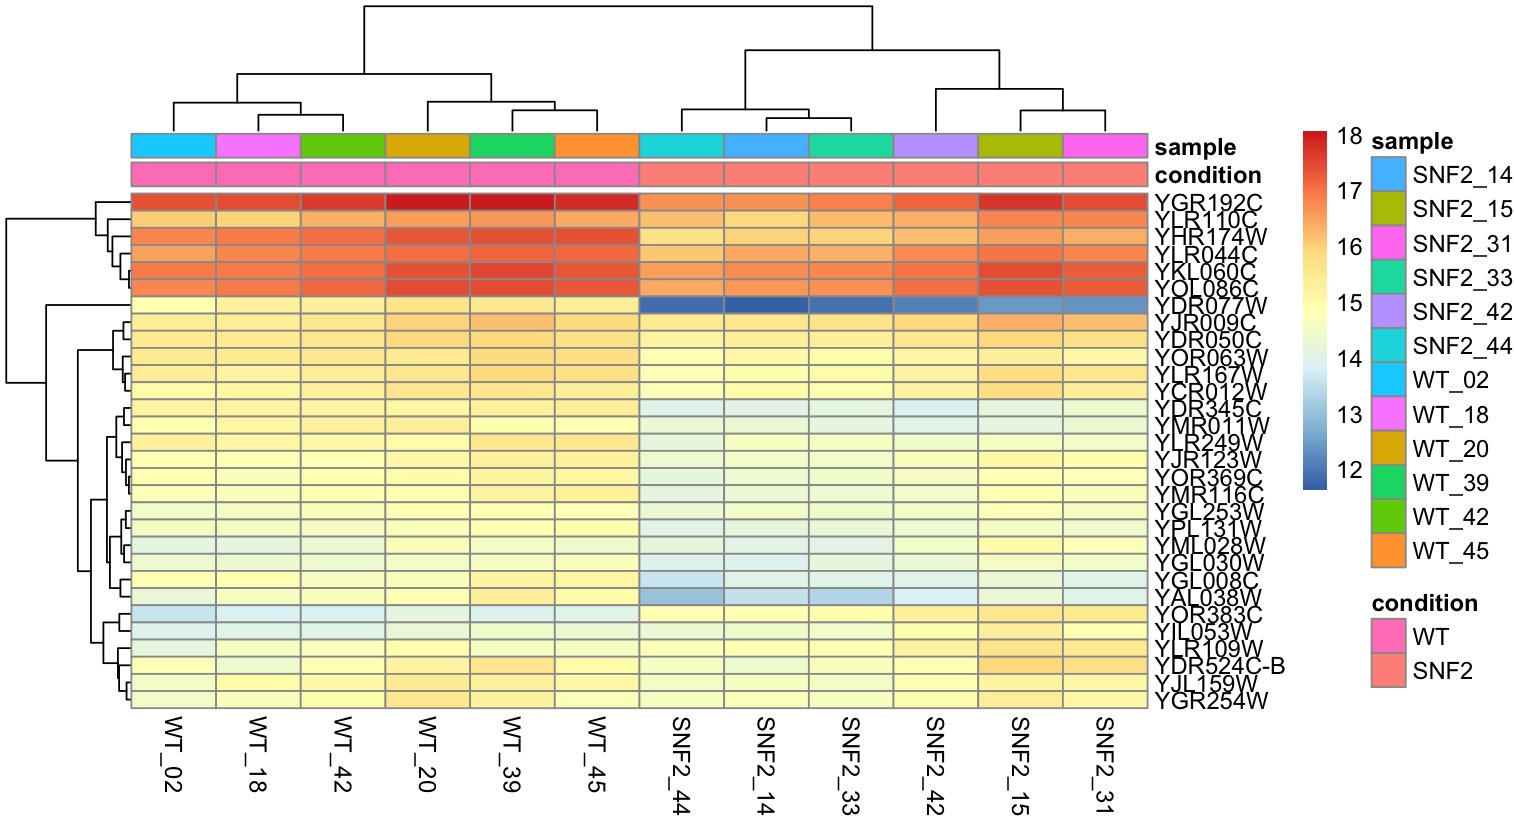 sample
condition
YGR192C
YLR110C
YHR174W
YLR044C
YKL060C
YOL086C
YDR077W
YJR009C
YDR050C
YOR063W
YLR167W
YCR012W
YDR345C
YMR011W
YLR249W
YJR123W
YOR369C
YMR116C
YGL253W
YPL131W
YML028W
YGL030W
YGL008C
YAL038W
YOR383C
YIL053W
YLR109W
YDR524C-B
YJL159W
YGR254W
WT_02
WT_18
WT_42
WT_20
WT_39
WT_45
SNF2_44
SNF2_14
SNF2_33
SNF2_42
SNF2_15
SNF2_31
18
17
16
15
14
13
12
sample
SNF2_14
SNF2_15
SNF2_31
SNF2_33
SNF2_42
SNF2_44
WT_02
WT_18
WT_20
WT_39
WT_42
WT_45
condition
WT
SNF2